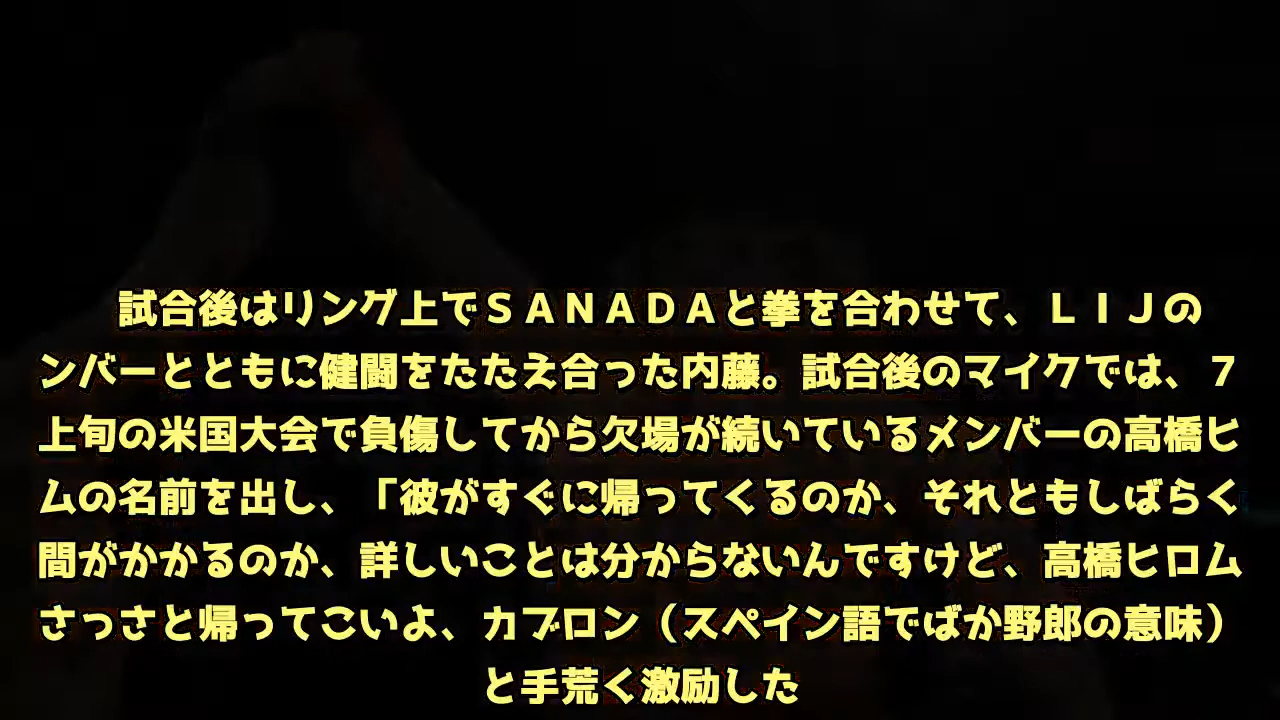 試合後はリング上でＳＡＮＡＤＡと拳を合わせて、ＬＩＪの
ンバーとともに健闘をたたえ合った内藤。試合後のマイクでは、７
上旬の米国大会で負傷してから欠場が続いているメンバーの高橋ヒ
ムの名前を出し、「彼がすぐに帰ってくるのか、それともしばらく
間がかかるのか、詳しいことは分からないんですけど、高橋ヒロム
さっさと帰ってこいよ、カブロン（スペイン語でばか野郎の意味）
と手荒く激励した